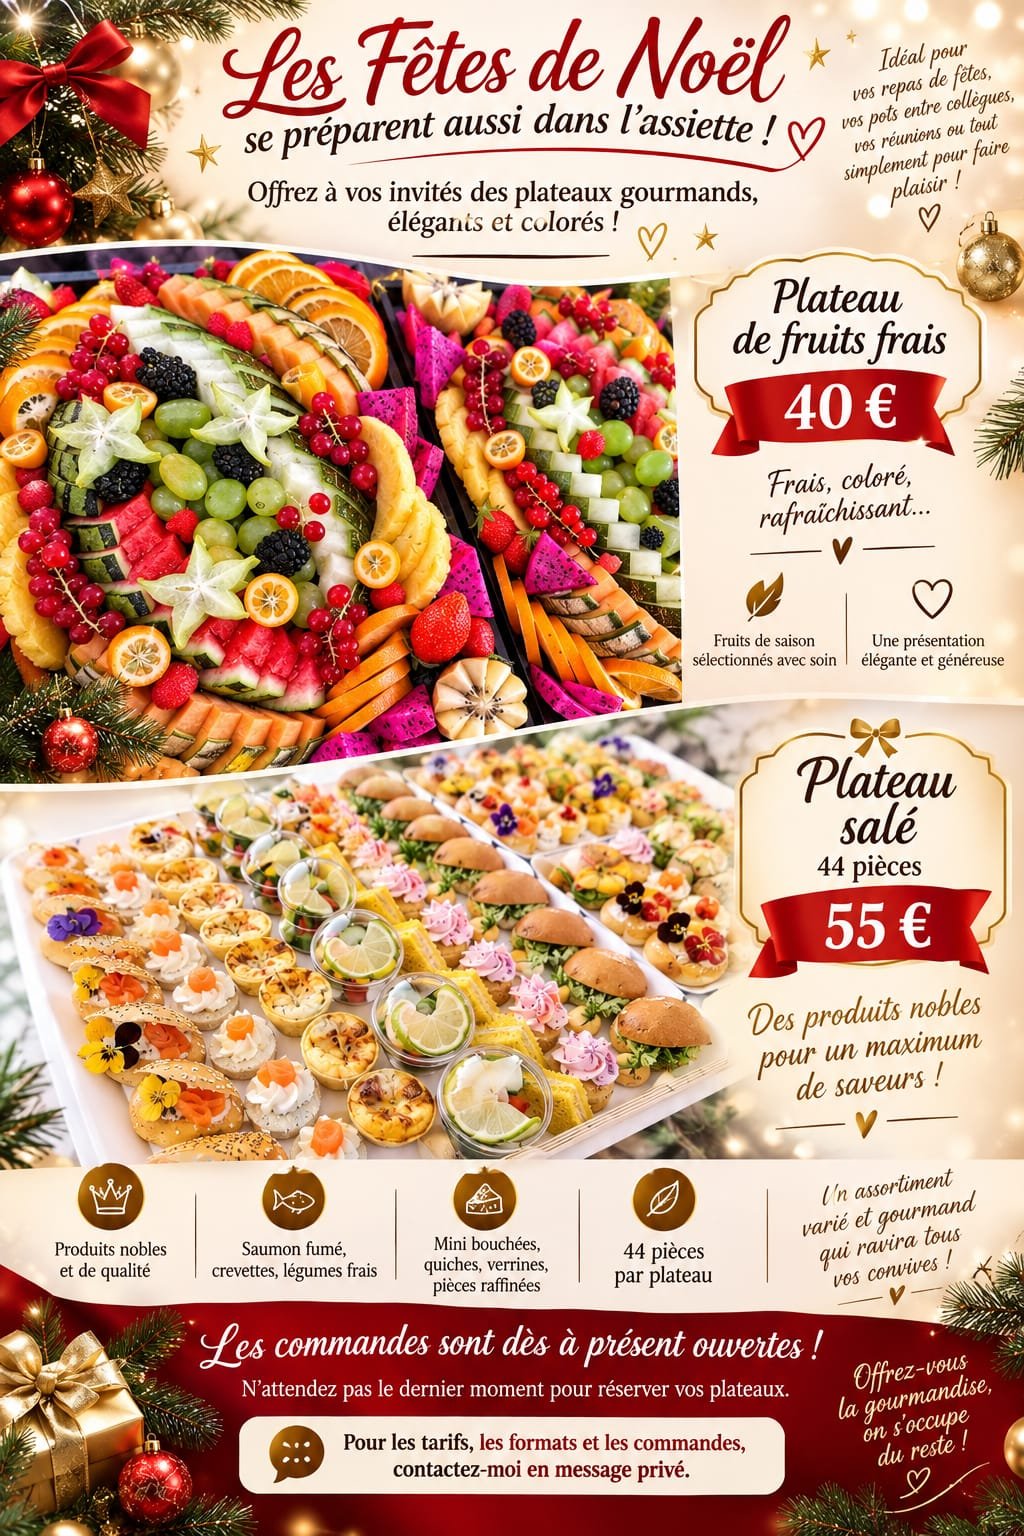 Les Fêtes de Noël
se préparent aussi dans l'assiette !
Offrez à vos invités des plateaux gourmands,
élégants et colorés !
Idéal pour
vos repas de fêtes,
vos pots entre collègues,
vos réunions ou tout
simplement pour faire
plaisir !
Plateau
de fruits frais
40 €
Frais, coloré,
rafraîchissant...
Fruits de saison
sélectionnés avec soin
Une présentation
élégante et généreuse
Plateau
salé
44 pièces
55 €
Des produits nobles
pour un maximum
de saveurs !
Produits nobles
et de qualité
Saumon fumé,
crevettes, légumes frais
Mini bouchées,
quiches, verrines,
pièces raffinées
44 pièces
par plateau
Un assortiment
varié et gourmand
qui ravira tous
vos convives !
Les commandes sont dès à présent ouvertes !
N'attendez pas le dernier moment pour réserver vos plateaux.
Pour les tarifs, les formats et les commandes,
contactez-moi en message privé.
Offrez-vous
la gourmandise,
on s'occupe
du reste !